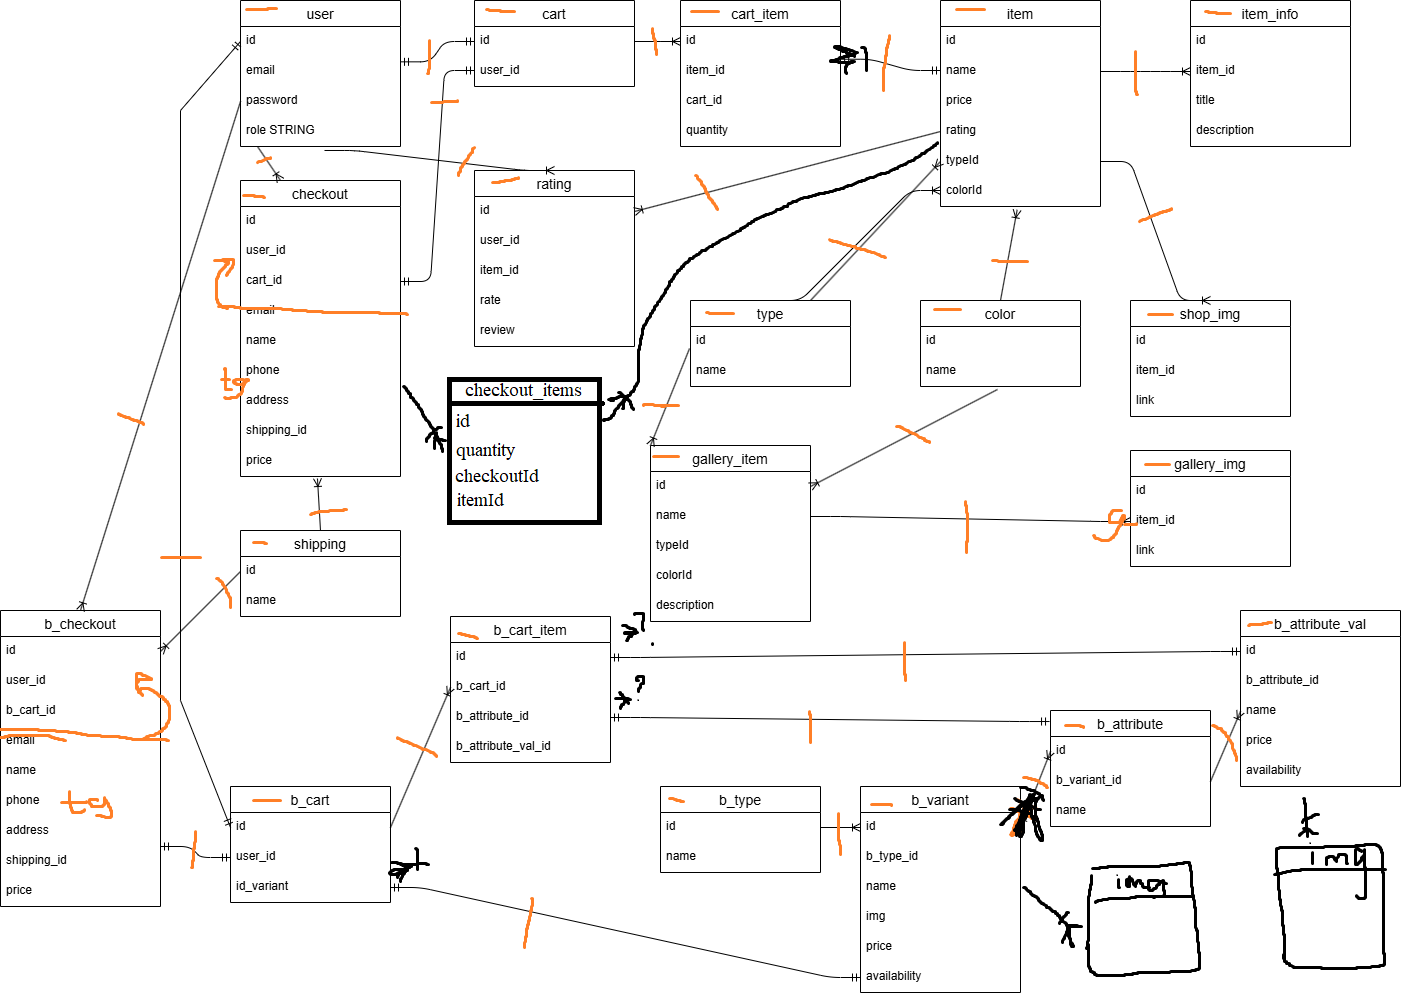 user
id
email
password
role STRING
cart
id
user_id
cart_item
id
item_id
cart_id
quantity
item
id
name
price
rating
typeId
colorId
item_info
id
item_id
title
description
checkout
id
user_id
cart_id
email
name
phone
tg
address
shipping_id
price
rating
id
user_id
item_id
rate
review
type
id
name
color
id
name
shop_img
id
item_id
link
checkout_items
id
quantity
checkoutId
itemId
gallery_item
id
name
typeId
colorId
description
gallery_img
id
g
item_id
link
shipping
id
name
b_checkout
id
user_id
b_cart_id
email
name
phone
tg
address
shipping_id
price
b_cart_item
id
b_cart_id
b_attribute_id
b_attribute_val_id
?
?
?
b_attribute_val
id
b_attribute_id
name
price
availability
b_attribute
id
b_variant_id
name
b_cart
id
user_id
id_variant
b_type
id
name
b_variant
id
b_type_id
name
img
price
availability
img
img